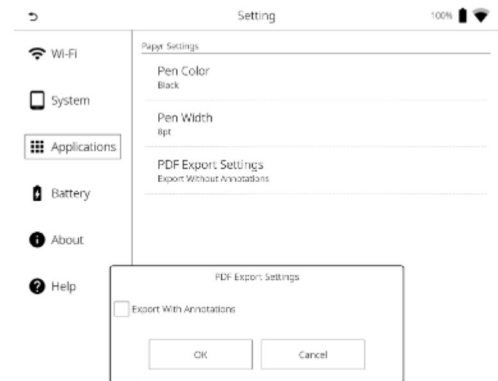 Setting
100%
Wi-Fi
System
Applications
Battery
About
Help
Papyr Settings
Pen Color
Black
Pen Width
8pt
PDF Export Settings
Export Without Annotations
PDF Export Settings
Export With Annotations
OK
Cancel